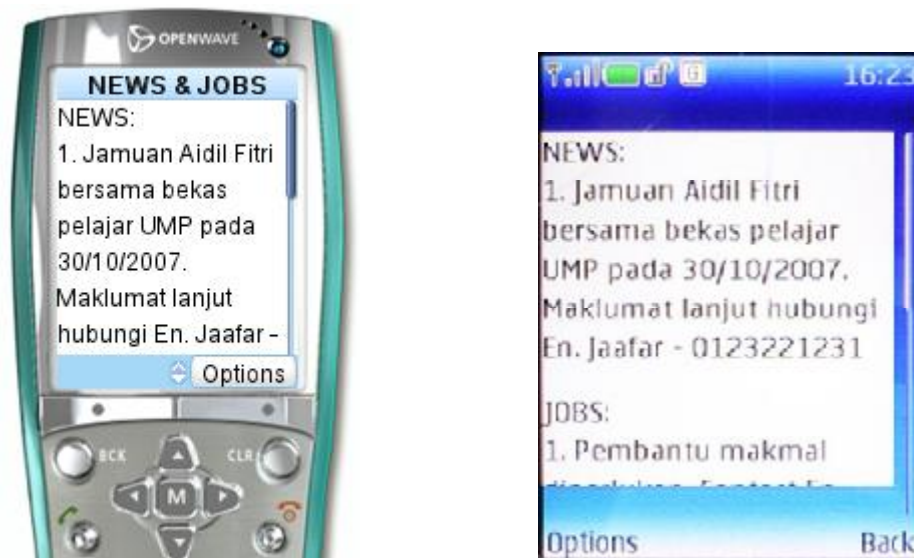 OPENWAVE
NEWS & JOBS
NEWS:
1. Jamuan Aidil Fitri
bersama bekas
pelajar UMP pada
30/10/2007.
Maklumat lanjut
hubungi En. Jaafar -
Options
BCK
CLR
M
16:23
NEWS:
1. Jamuan Aidil Fitri
bersama bekas pelajar
UMP pada 30/10/2007.
Maklumat lanjut hubungi
En. Jaafar - 0123221231
JOBS:
1. Pembantu makmal
Options
Back